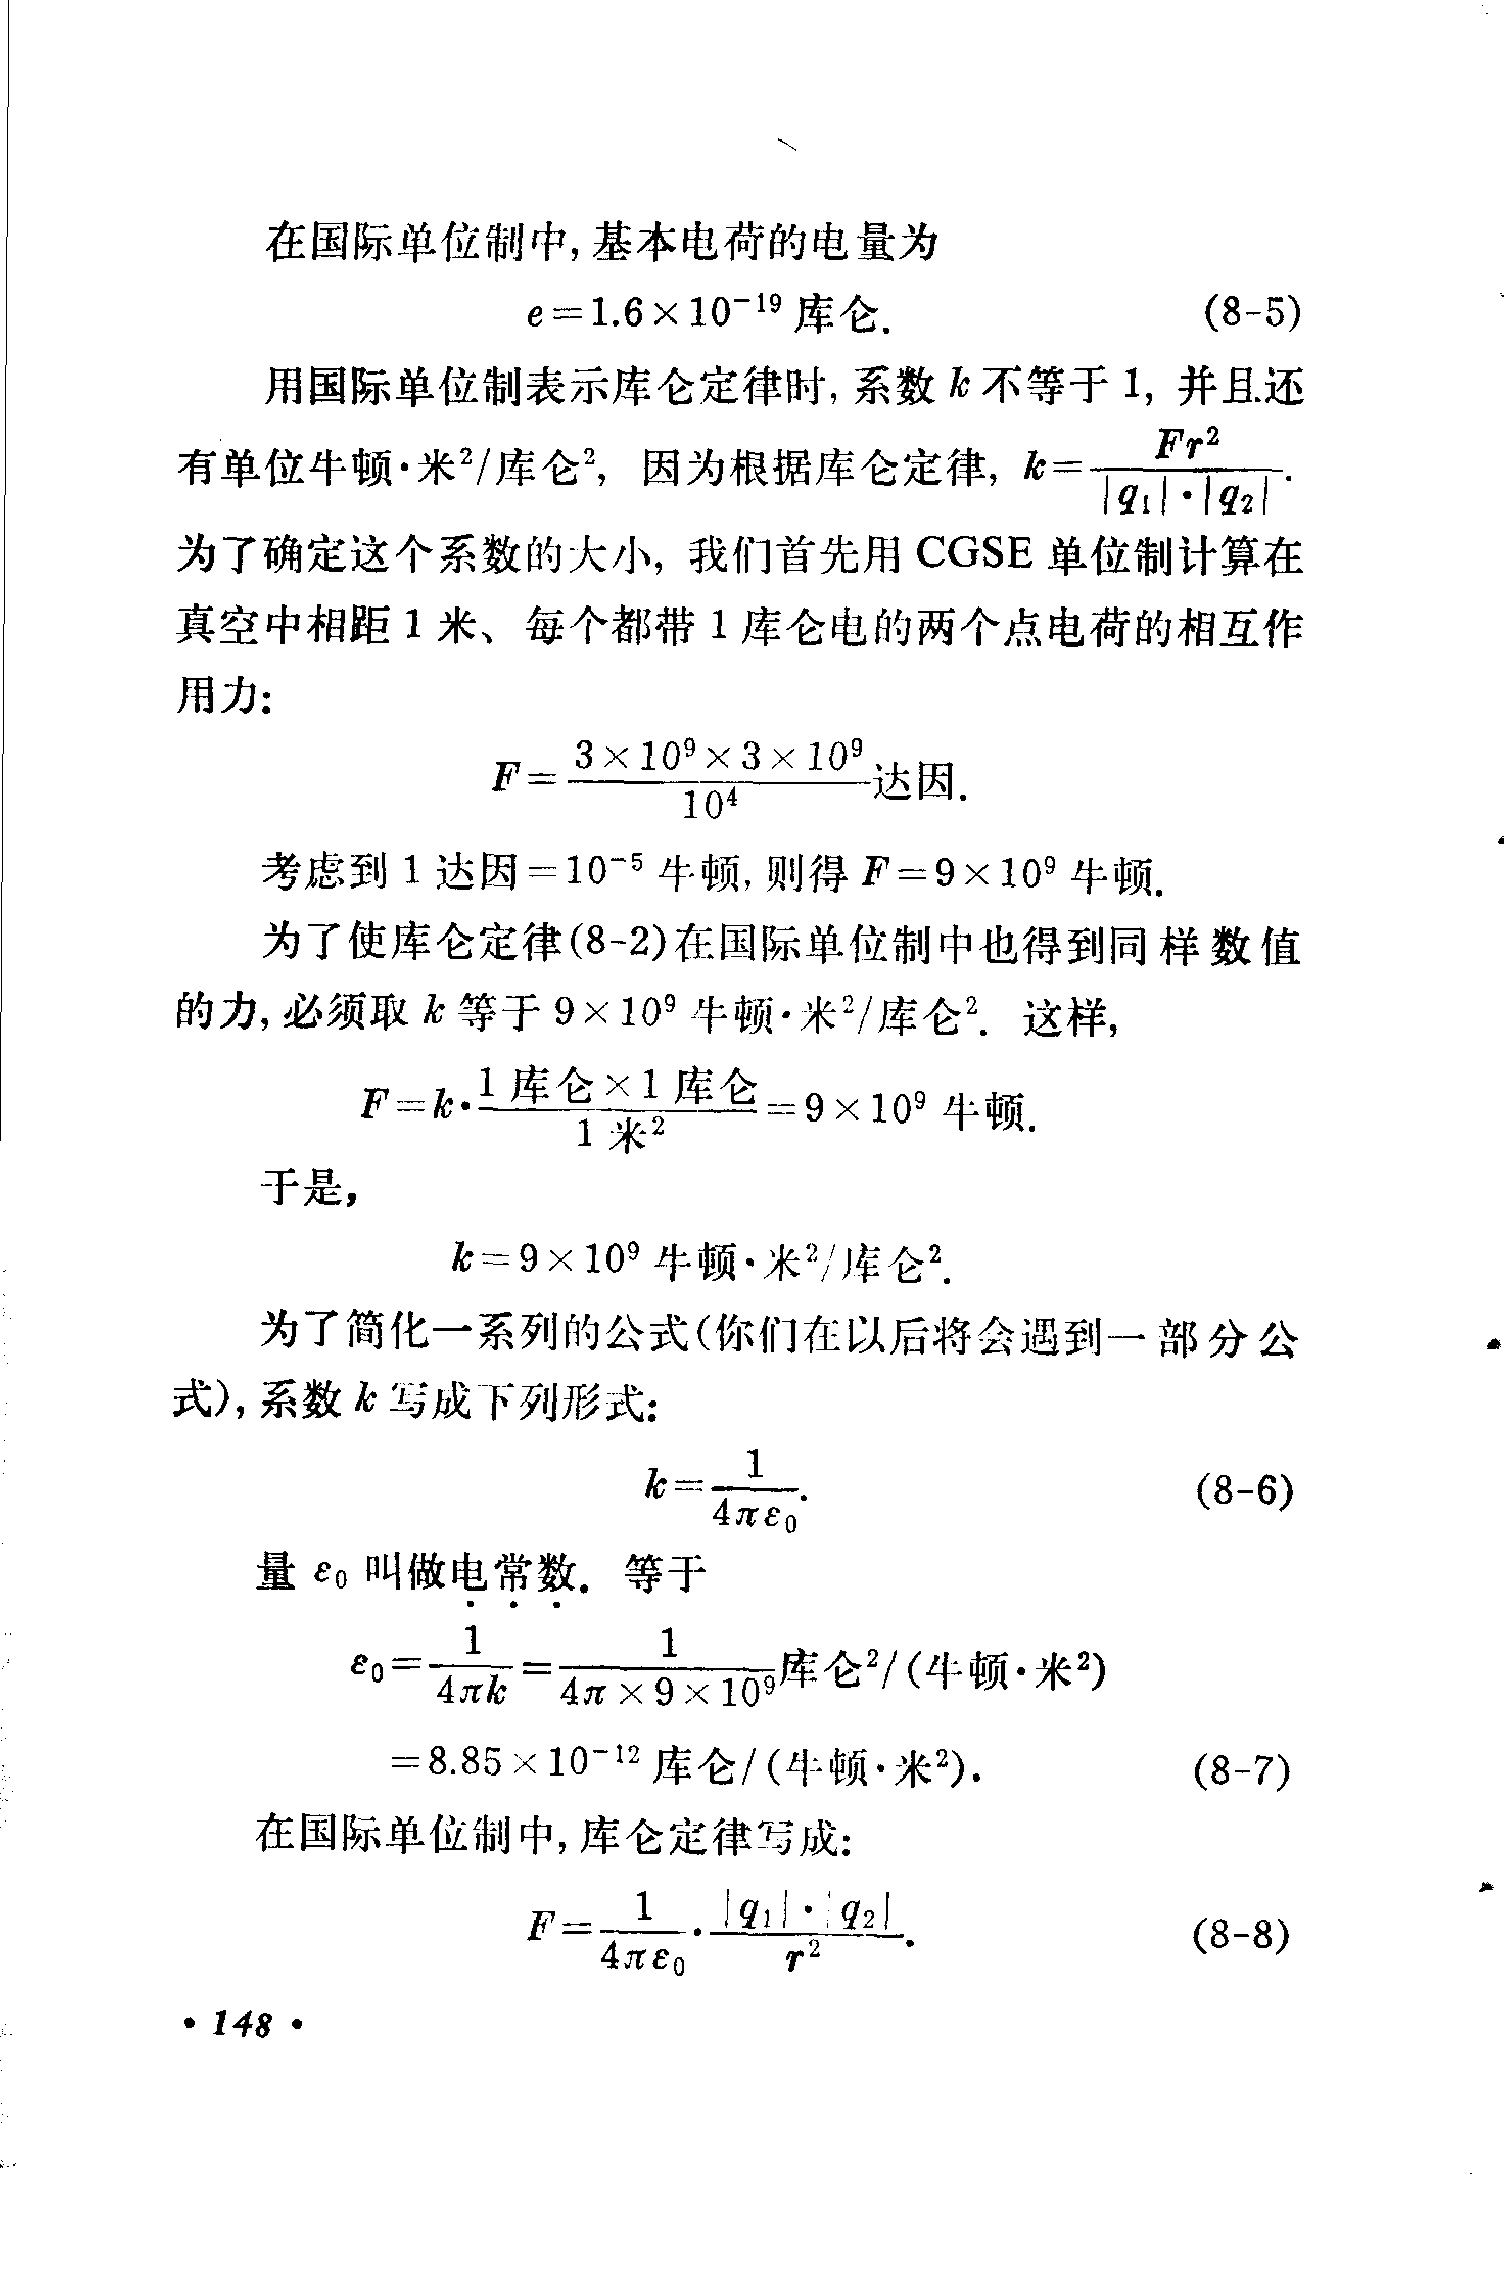 在国际单位制中,基本电荷的电量为
e=1.6×10⁻¹⁹ 库仑. (8-5)
用国际单位制表示库仑定律时, 系数 k 不等于 1, 并且还
有单位牛顿·米²/库仑², 因为根据库仑定律, k=Fr²/|q₁|·|q₂|.
为了确定这个系数的大小, 我们首先用 CGSE 单位制计算在
真空中相距 1 米、每个都带 1 库仑电的两个点电荷的相互作
用力:
F=3×10⁹×3×10⁹/10⁴ 达因.
考虑到 1 达因=10⁻⁵ 牛顿, 则得 F=9×10⁹ 牛顿.
为了使库仑定律(8-2)在国际单位制中也得到同样数值
的力, 必须取 k 等于 9×10⁹ 牛顿·米²/库仑². 这样,
F=k·1 库仑×1 库仑/1 米²=9×10⁹ 牛顿.
于是,
k=9×10⁹ 牛顿·米²/库仑².
为了简化一系列的公式(你们在以后将会遇到一部分公
式), 系数 k 写成下列形式:
k=1/4πε₀. (8-6)
量 ε₀ 叫做电常数. 等于
ε₀=1/4πk=1/4π×9×10⁹ 库仑²/(牛顿·米²)
=8.85×10⁻¹² 库仑/(牛顿·米²). (8-7)
在国际单位制中, 库仑定律写成:
F=1/4πε₀·|q₁|·|q₂|/r². (8-8)
·148·